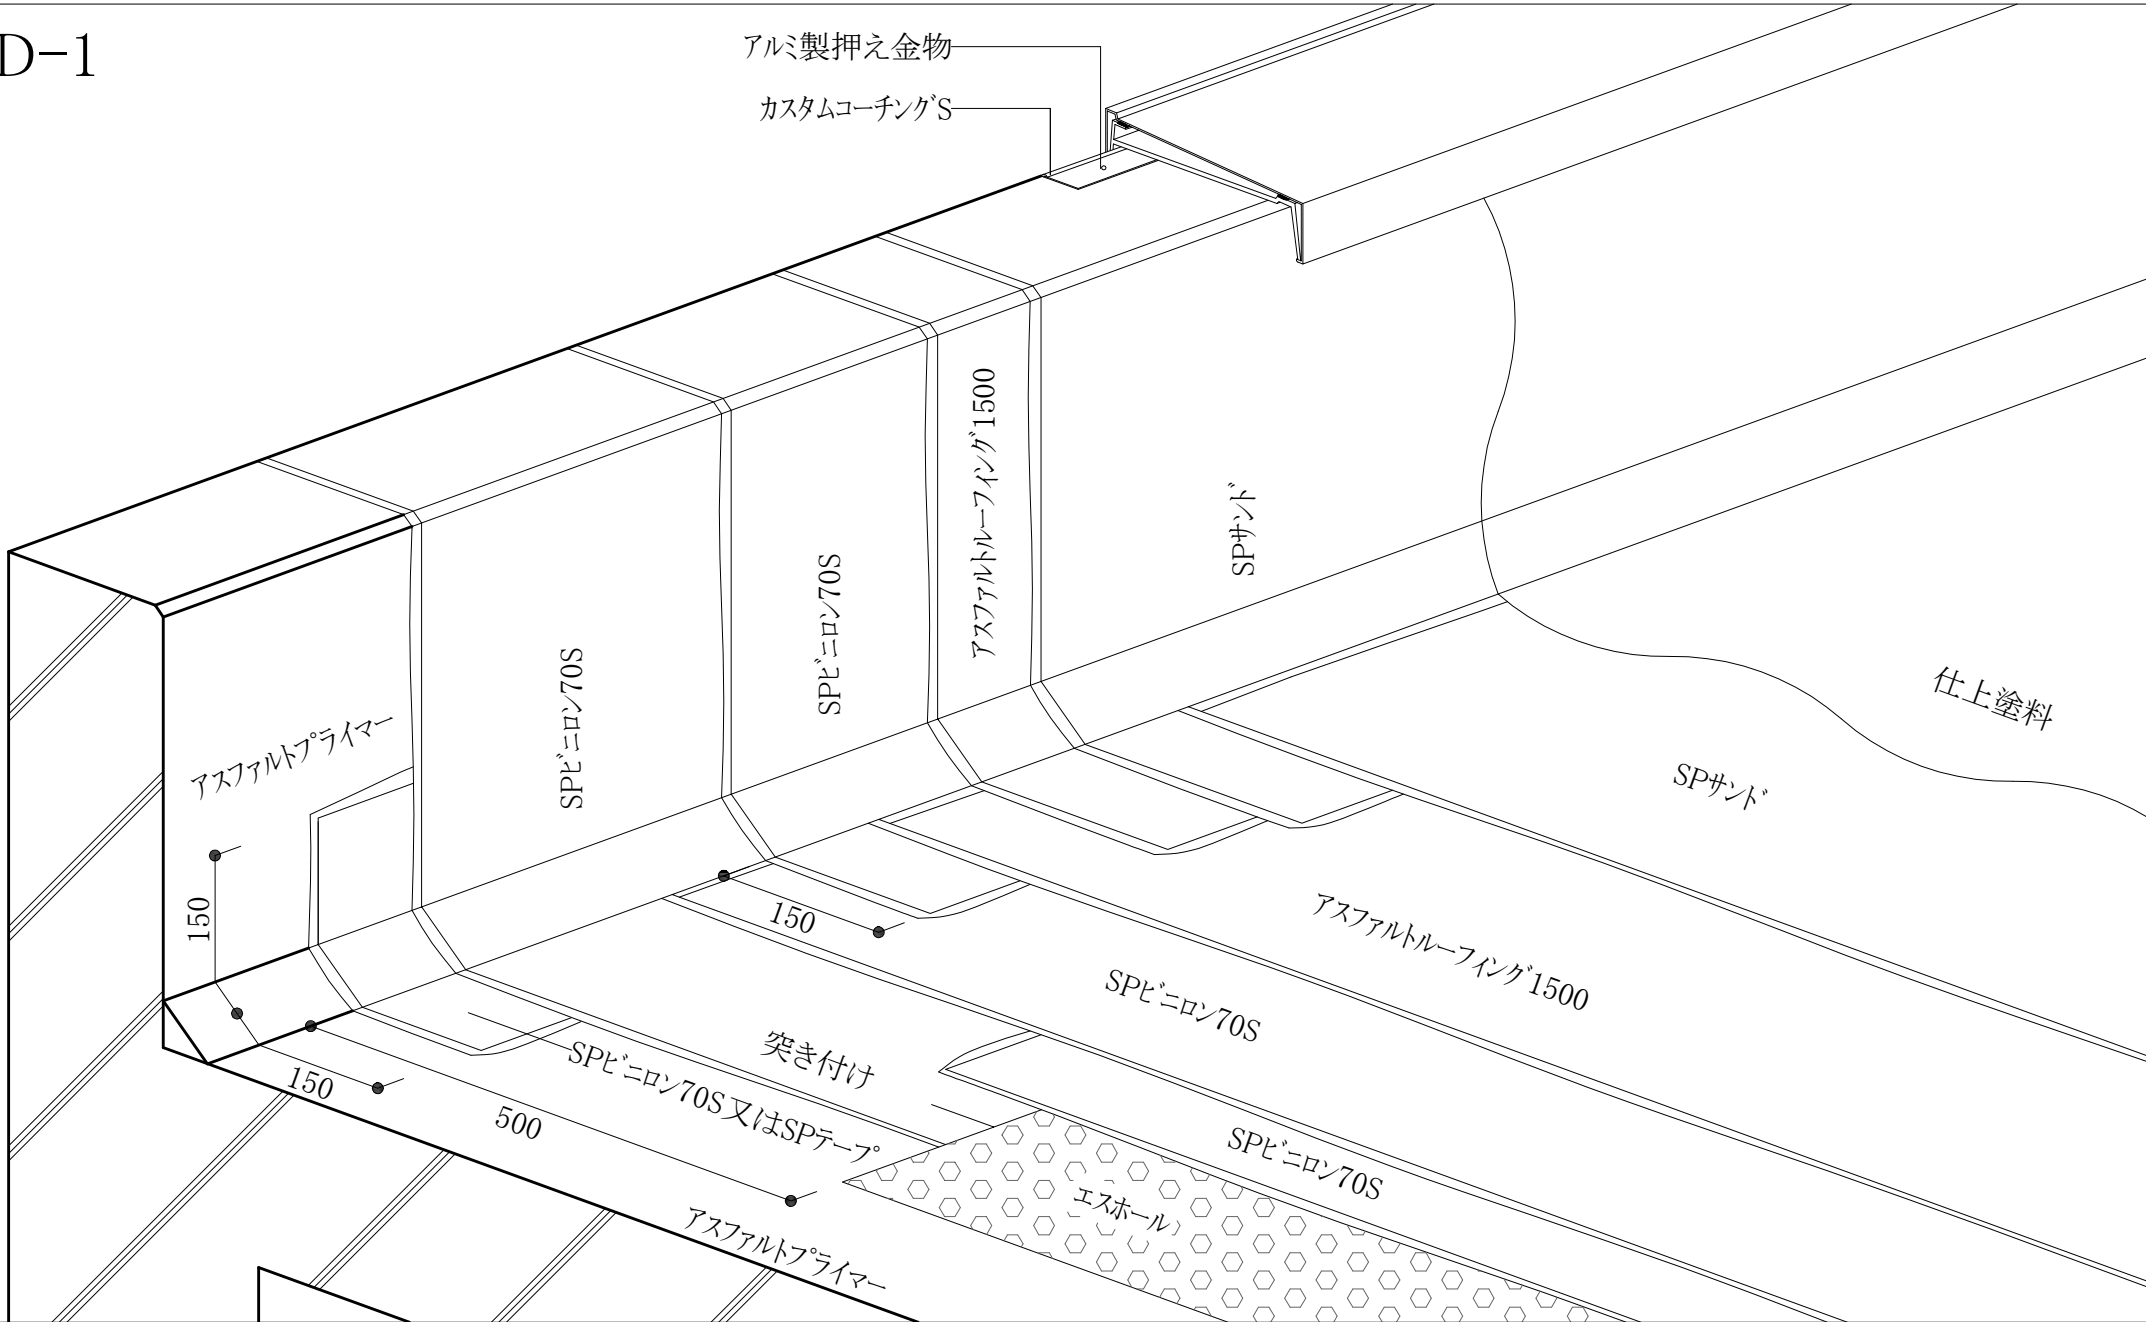 D-1
アルミ製押え金物
カスタムコーチングS
アスファルトルーフィング1500
SPサンド
SPビニロン70S
SPビニロン70S
アスファルトプライマー
仕上塗料
SPサンド
150
150
アスファルトルーフィング1500
SPビニロン70S
突き付け
SPビニロン70S又はSPテープ
150
500
SPビニロン70S
エスホール
アスファルトプライマー